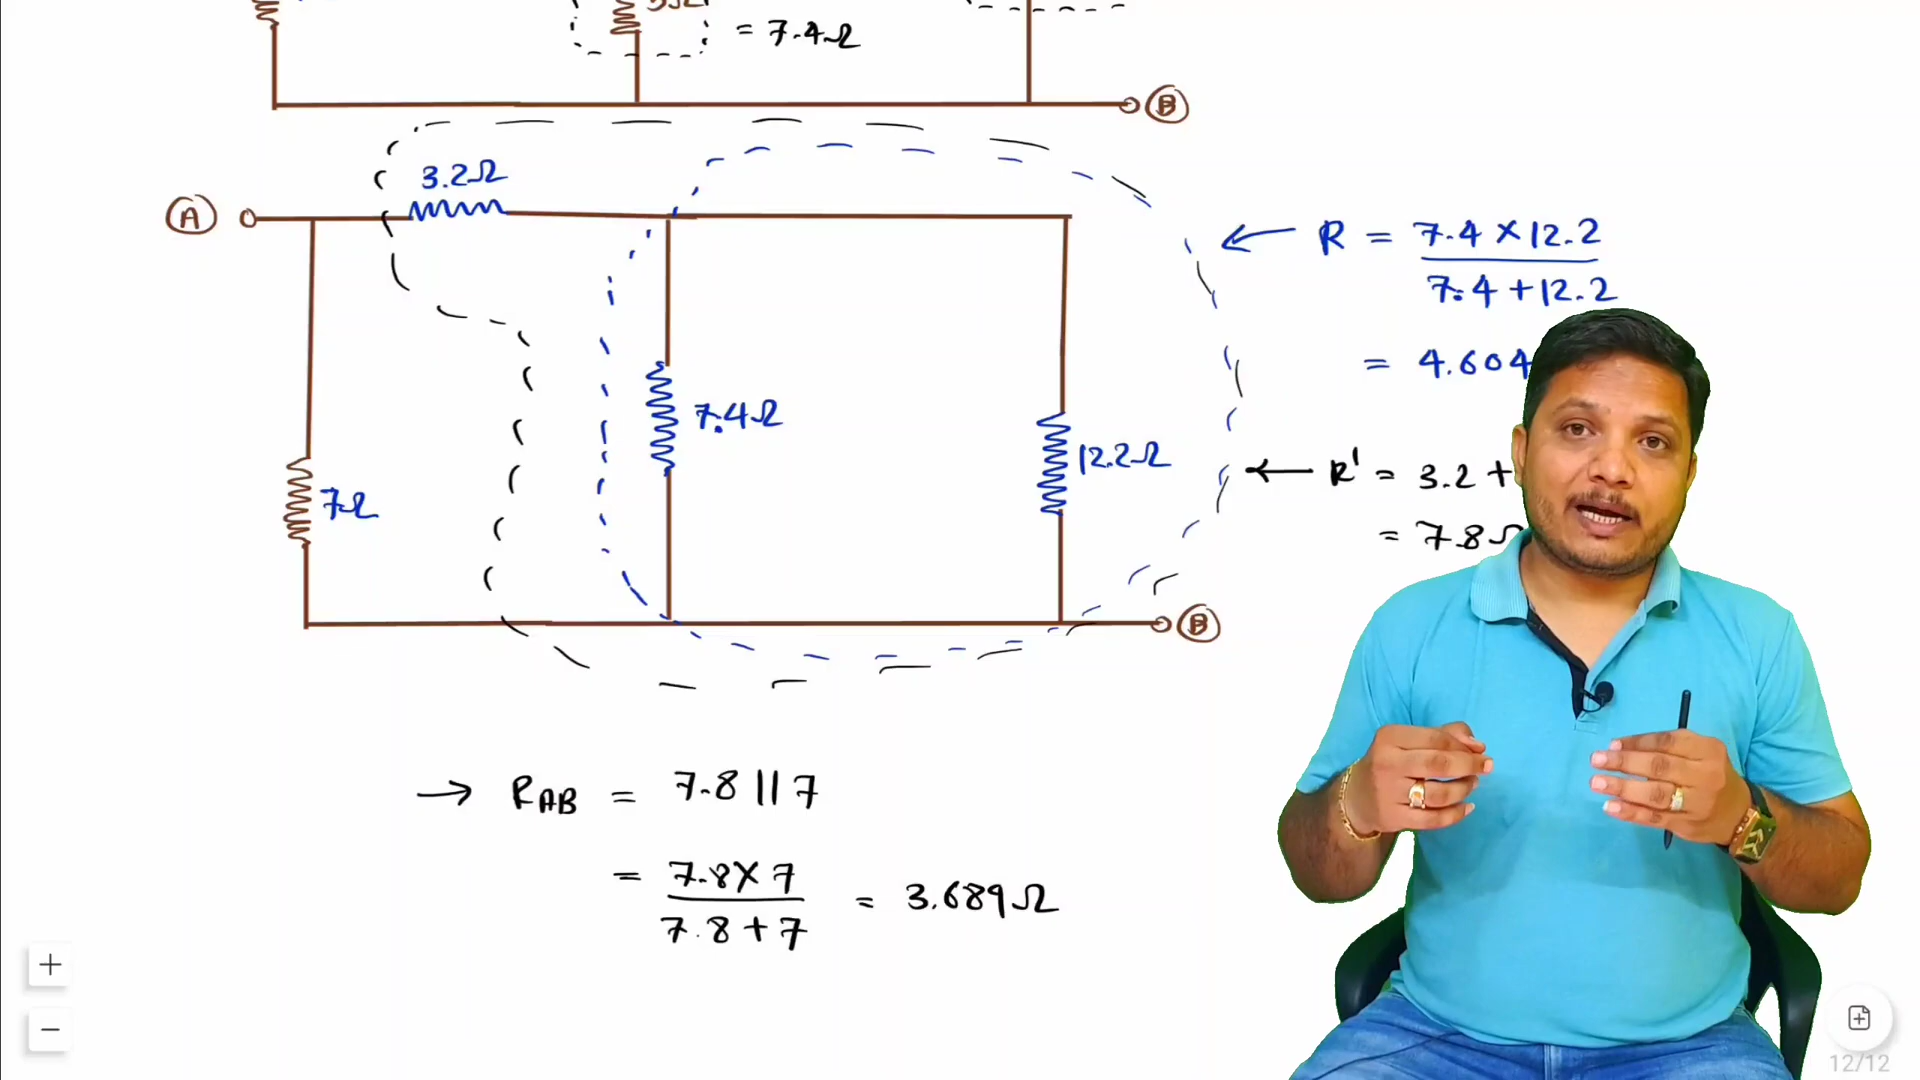 = 7.4Ω
B
3.2Ω
A
R = 7.4 × 12.2
7.4 + 12.2
= 4.604
7.4Ω
12.2Ω
R' = 3.2 +
= 7.8Ω
7Ω
B
→ RAB = 7.8 || 7
= 7.8 × 7
7.8 + 7
= 3.689Ω
12/12